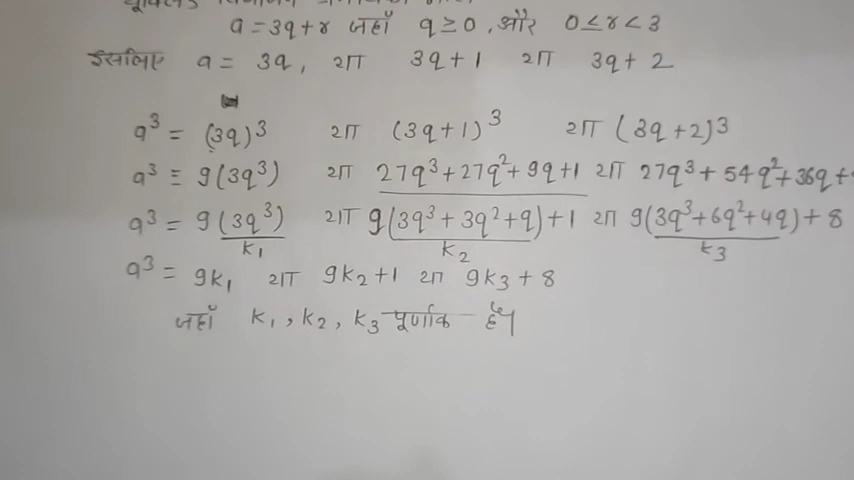 a = 3q + r जहाँ q ≥ 0, और 0 ≤ r < 3
इसलिए a = 3q, या 3q + 1 या 3q + 2
a³ = (3q)³ या (3q + 1)³ या (3q + 2)³
a³ = 9(3q³) या 27q³ + 27q² + 9q + 1 या 27q³ + 54q² + 36q +
a³ = 9(3q³) या 9(3q³ + 3q² + q) + 1 या 9(3q³ + 6q² + 4q) + 8
k₁ k₂ k₃
a³ = 9k₁ या 9k₂ + 1 या 9k₃ + 8
जहाँ k₁, k₂, k₃ पूर्णाक हैं।